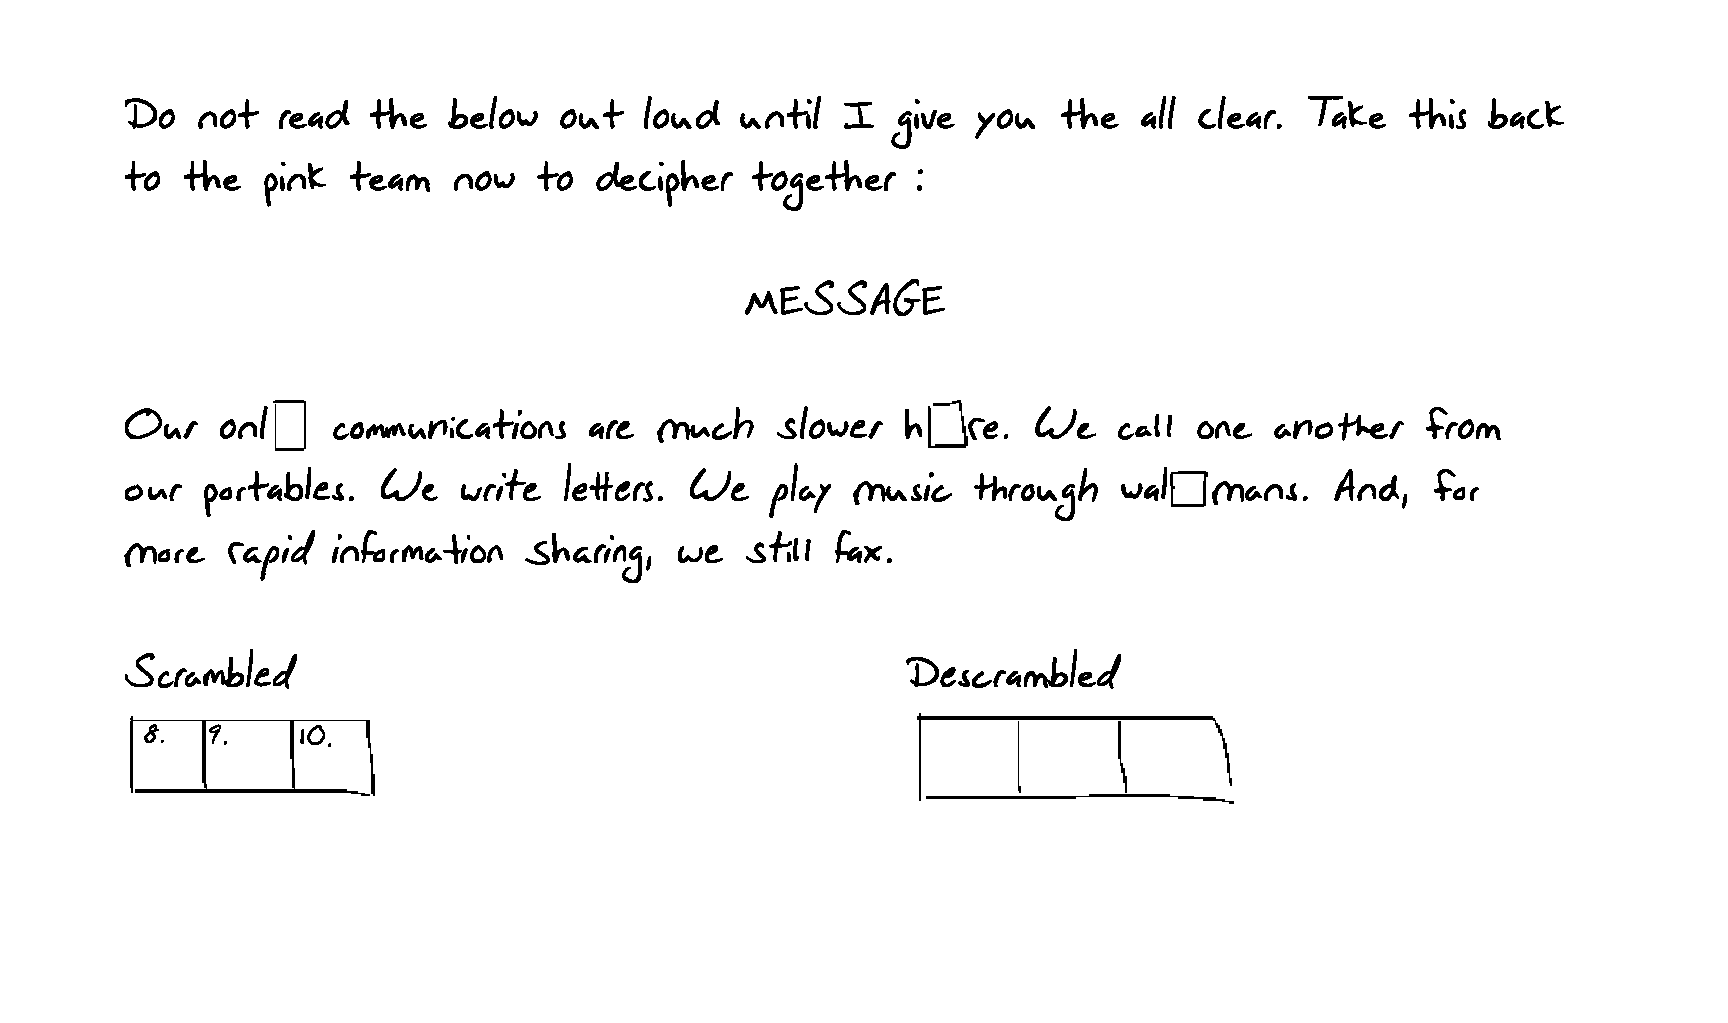 Do not read the below out loud until I give you the all clear. Take this back
to the pink team now to decipher together :
MESSAGE
Our onl□ communications are much slower h□re. We call one another from
our portables. We write letters. We play music through wal□mans. And, for
more rapid information sharing, we still fax.
Scrambled
Descrambled
8. 9. 10.